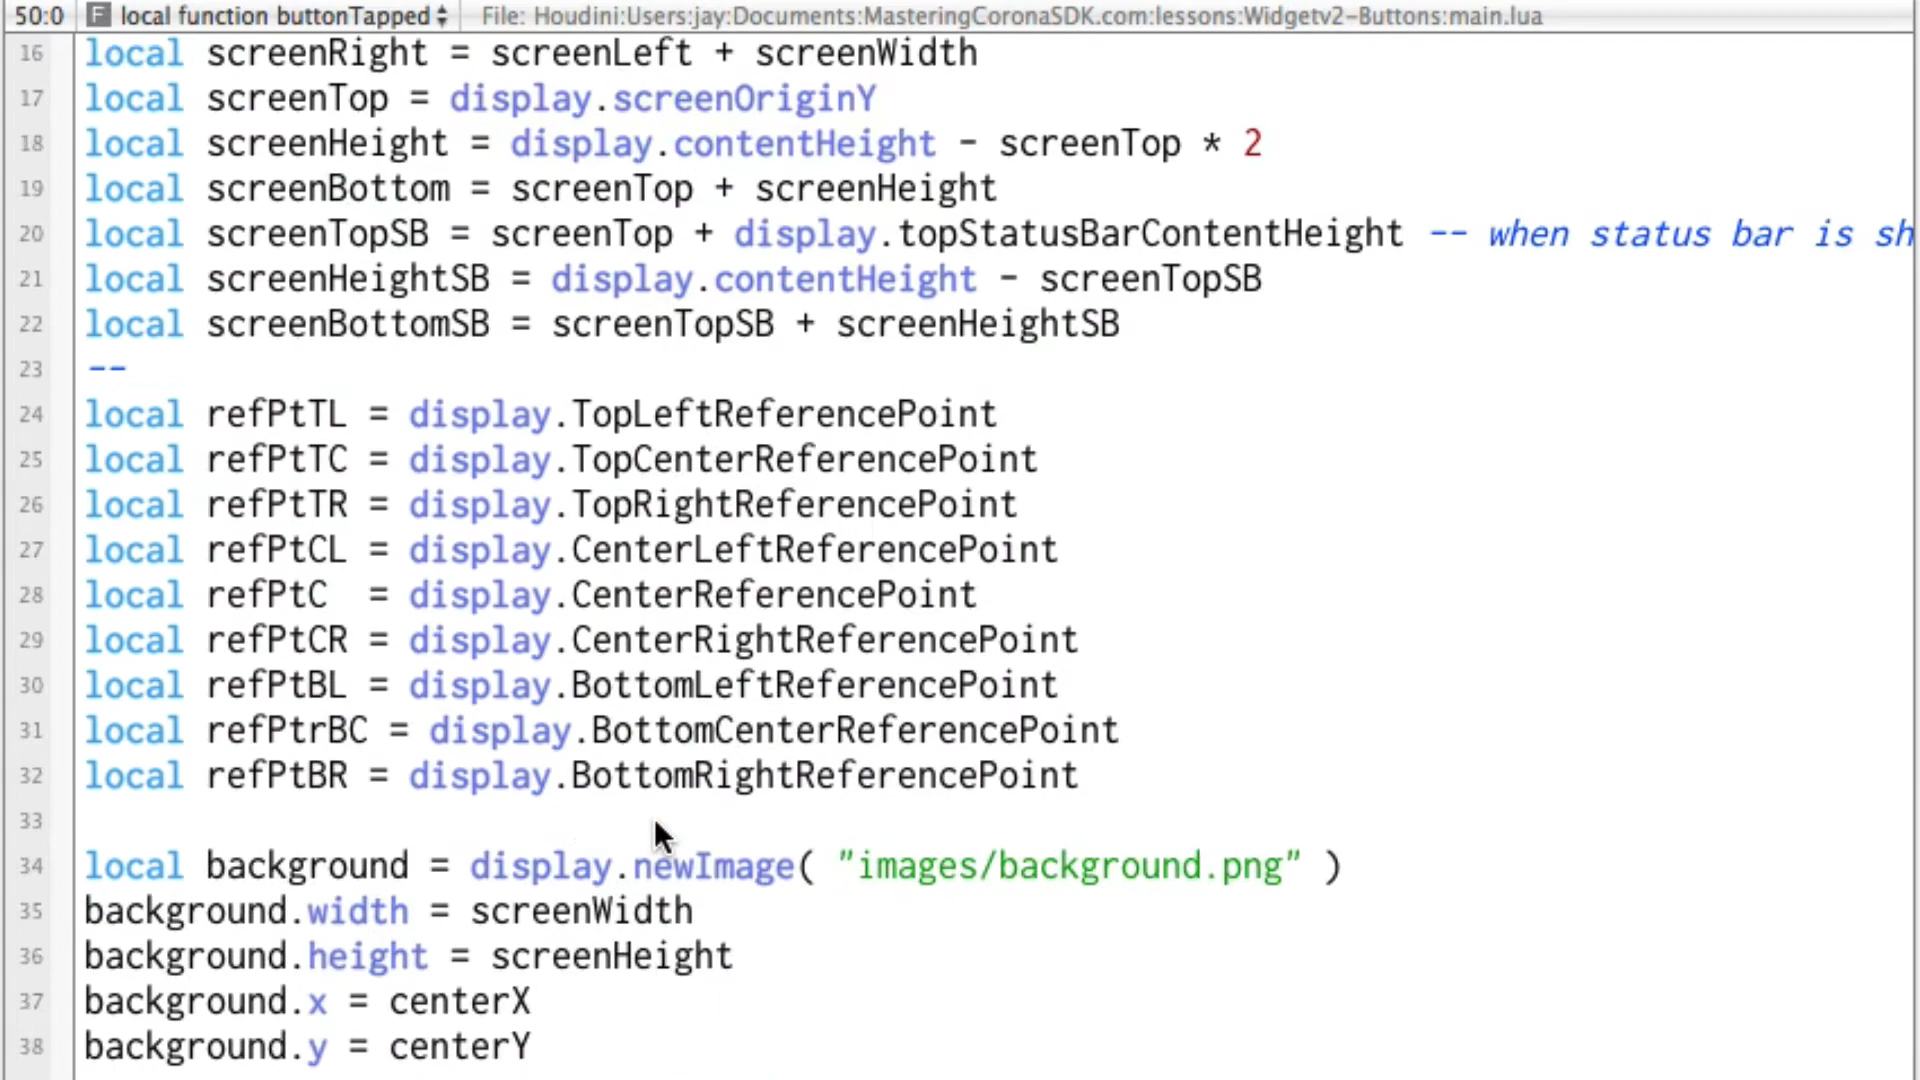 50:0 F local function buttonTapped File: Houdini:Users:jay:Documents:MasteringCoronaSDK.com:lessons:Widgetv2-Buttons:main.lua
16 local screenRight = screenLeft + screenWidth
17 local screenTop = display.screenOriginY
18 local screenHeight = display.contentHeight - screenTop * 2
19 local screenBottom = screenTop + screenHeight
20 local screenTopSB = screenTop + display.topStatusBarContentHeight -- when status bar is sh
21 local screenHeightSB = display.contentHeight - screenTopSB
22 local screenBottomSB = screenTopSB + screenHeightSB
23 --
24 local refPtTL = display.TopLeftReferencePoint
25 local refPtTC = display.TopCenterReferencePoint
26 local refPtTR = display.TopRightReferencePoint
27 local refPtCL = display.CenterLeftReferencePoint
28 local refPtC  = display.CenterReferencePoint
29 local refPtCR = display.CenterRightReferencePoint
30 local refPtBL = display.BottomLeftReferencePoint
31 local refPtrBC = display.BottomCenterReferencePoint
32 local refPtBR = display.BottomRightReferencePoint
33
34 local background = display.newImage( "images/background.png" )
35 background.width = screenWidth
36 background.height = screenHeight
37 background.x = centerX
38 background.y = centerY